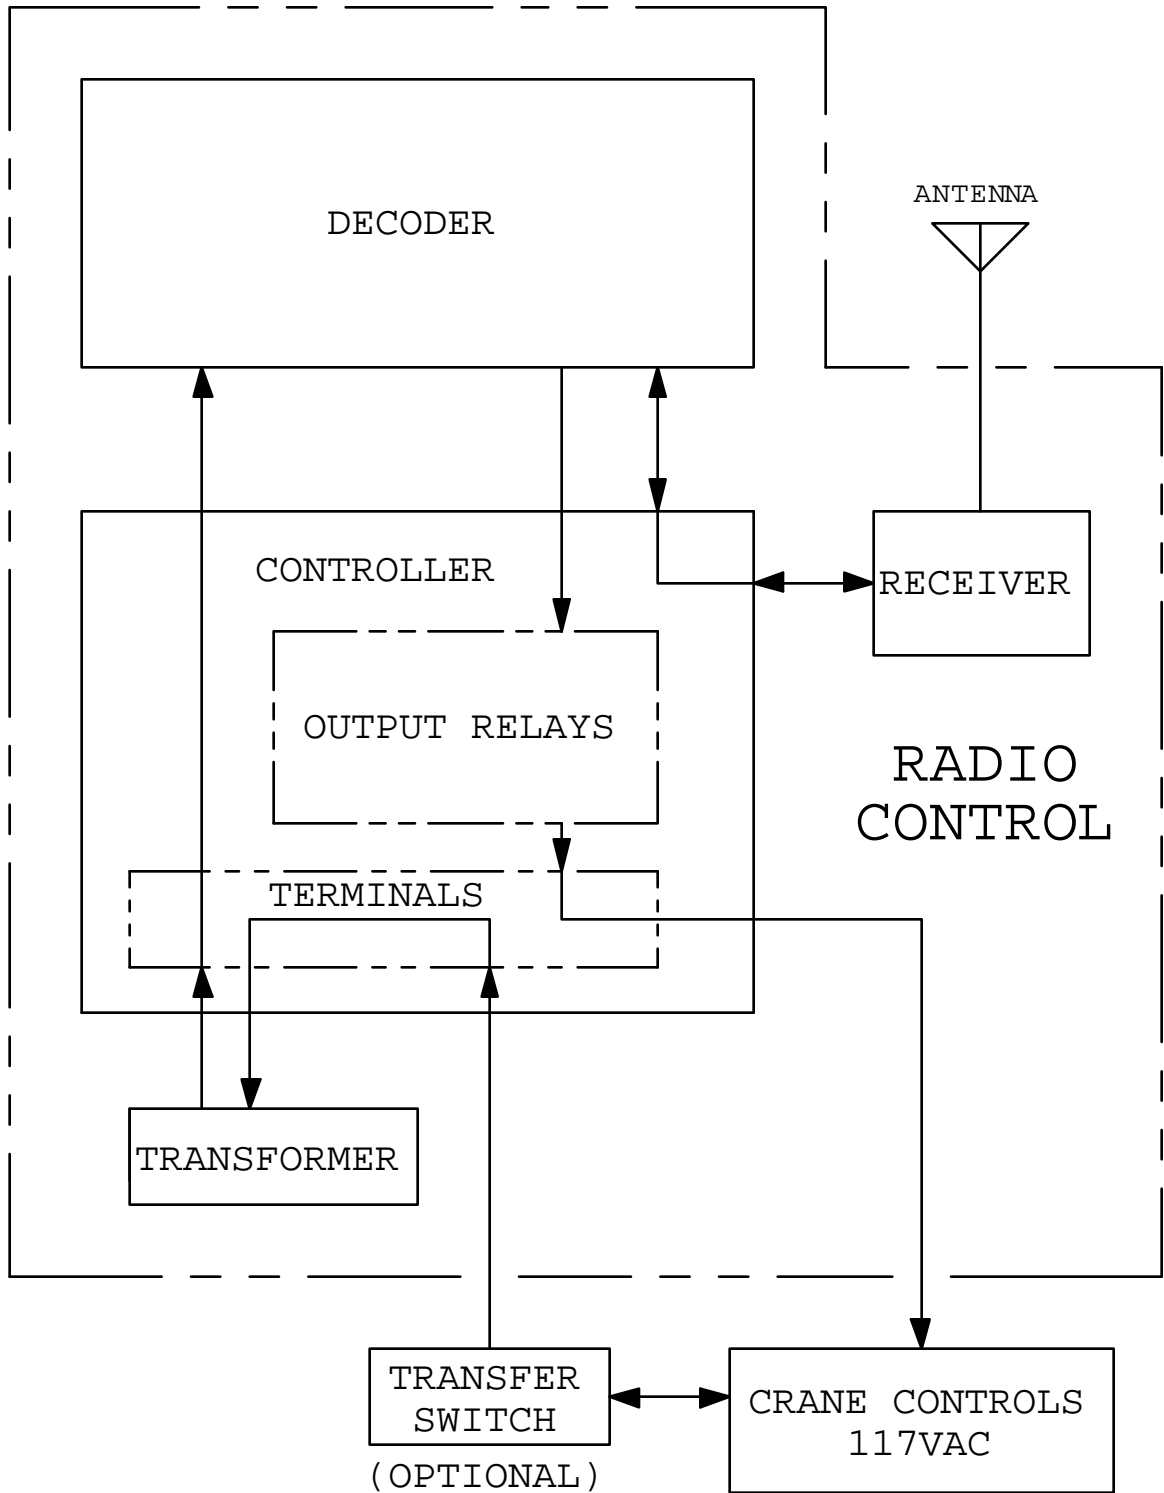 DECODER
ANTENNA
CONTROLLER
RECEIVER
OUTPUT RELAYS
RADIO
CONTROL
TERMINALS
TRANSFORMER
TRANSFER
SWITCH
(OPTIONAL)
CRANE CONTROLS
117VAC